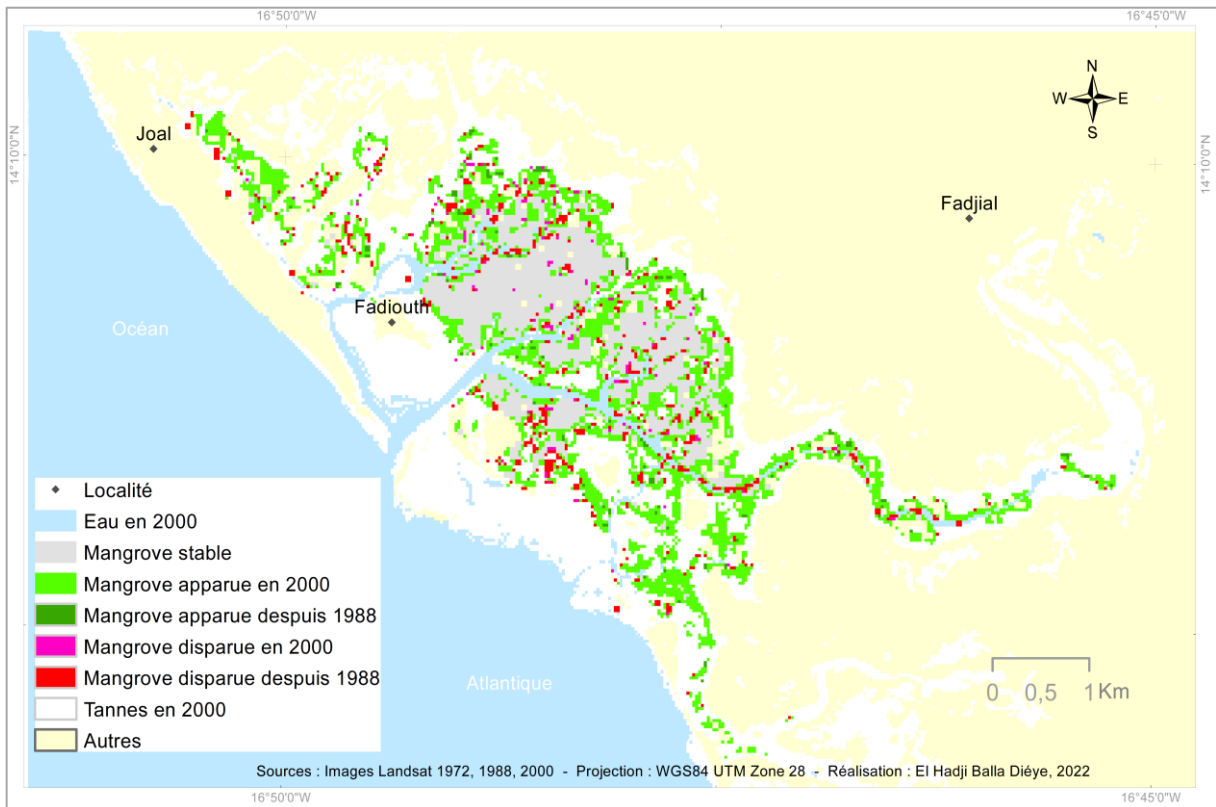 16°50'0"W
16°45'0"W
N
W E
S
14°10'0"N
14°10'0"N
Joal
Fadjial
Fadiouth
Océan
Atlantique
Localité
Eau en 2000
Mangrove stable
Mangrove apparue en 2000
Mangrove apparue despuis 1988
Mangrove disparue en 2000
Mangrove disparue despuis 1988
Tannes en 2000
Autres
0 0,5 1 Km
Sources : Images Landsat 1972, 1988, 2000 - Projection : WGS84 UTM Zone 28 - Réalisation : El Hadji Balla Diéye, 2022
16°50'0"W
16°45'0"W